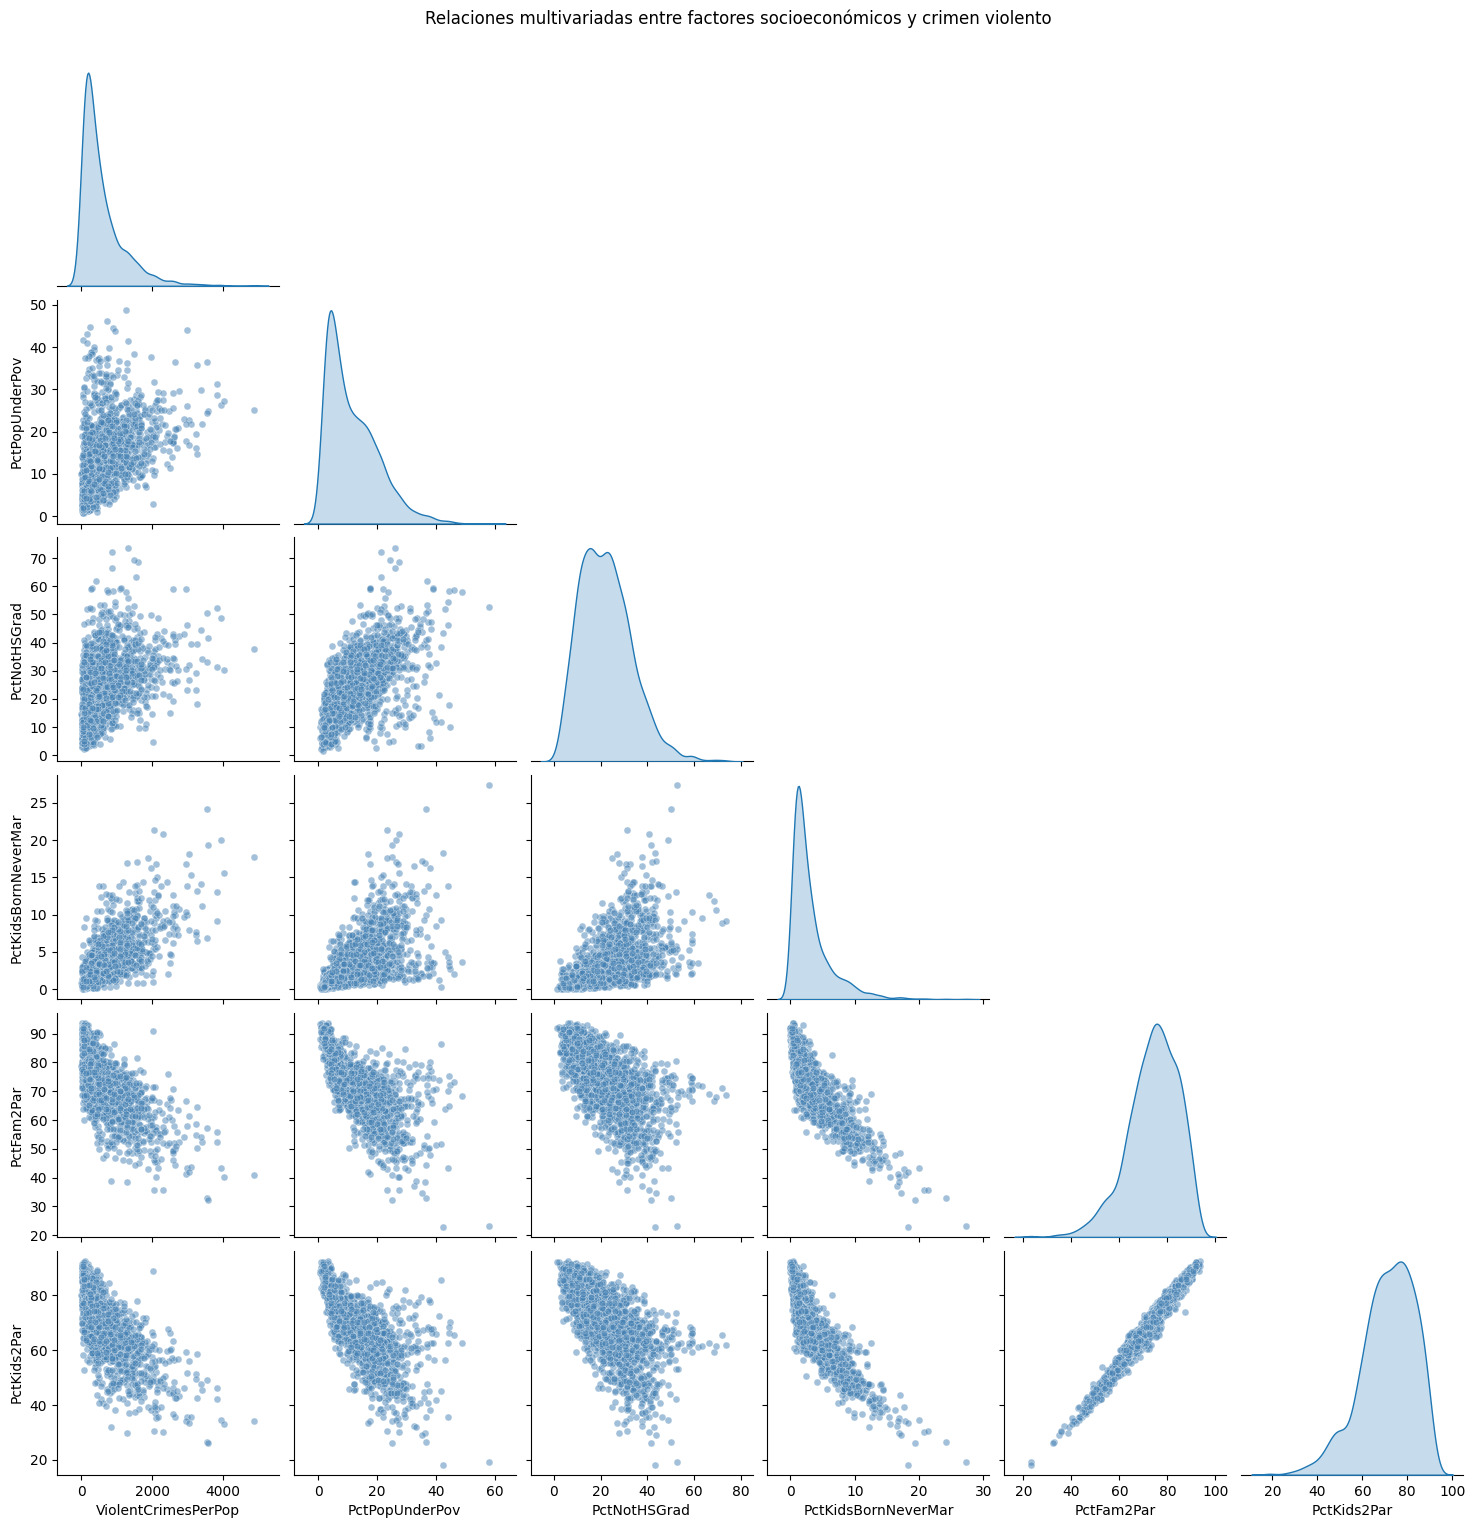 Relaciones multivariadas entre factores socioeconómicos y crimen violento
50
40
30
20
10
0
PctPopUnderPov
70
60
50
40
30
20
10
0
PctNotHSGrad
25
20
15
10
5
0
PctKidsBornNeverMar
90
80
70
60
50
40
30
20
PctFam2Par
80
60
40
20
PctKids2Par
0 2000 4000
0 20 40 60
0 20 40 60 80
0 10 20 30
20 40 60 80 100
20 40 60 80 100
ViolentCrimesPerPop
PctPopUnderPov
PctNotHSGrad
PctKidsBornNeverMar
PctFam2Par
PctKids2Par